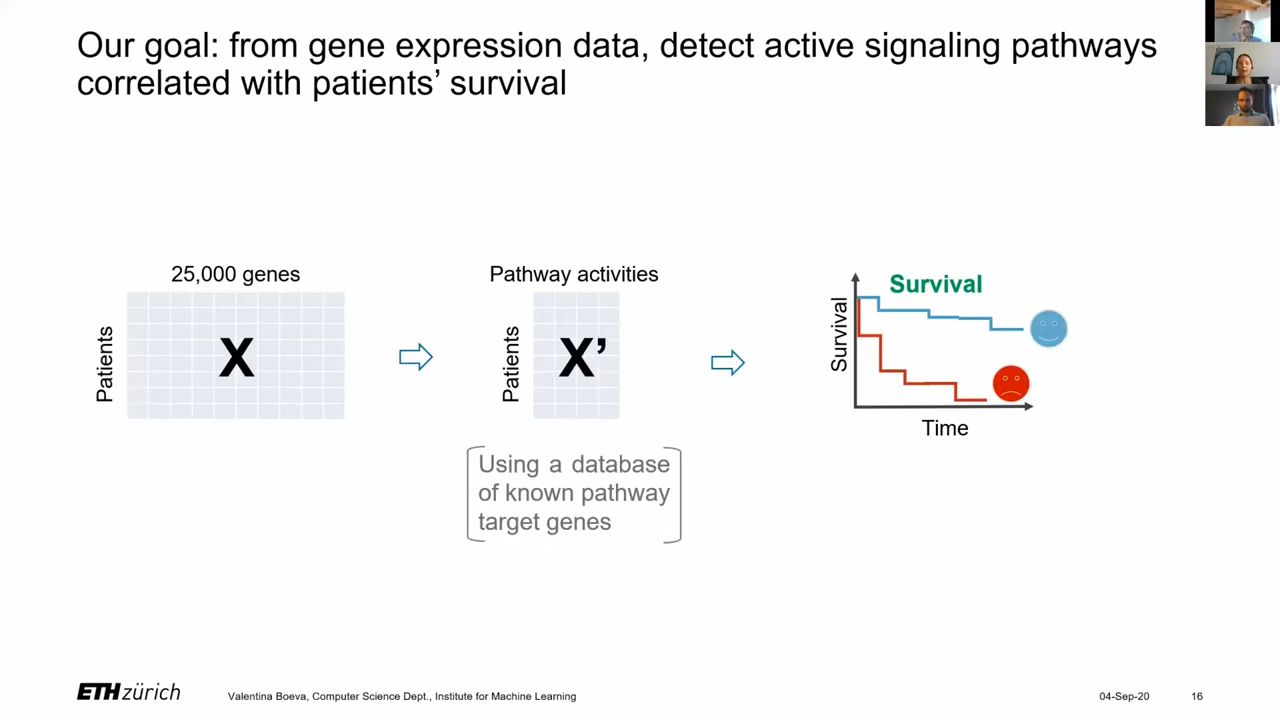 Our goal: from gene expression data, detect active signaling pathways
correlated with patients’ survival
25,000 genes
Patients
X
Pathway activities
Patients
X’
Using a database
of known pathway
target genes
Survival
Survival
Time
ETH zürich
Valentina Boeva, Computer Science Dept., Institute for Machine Learning
04-Sep-20
16